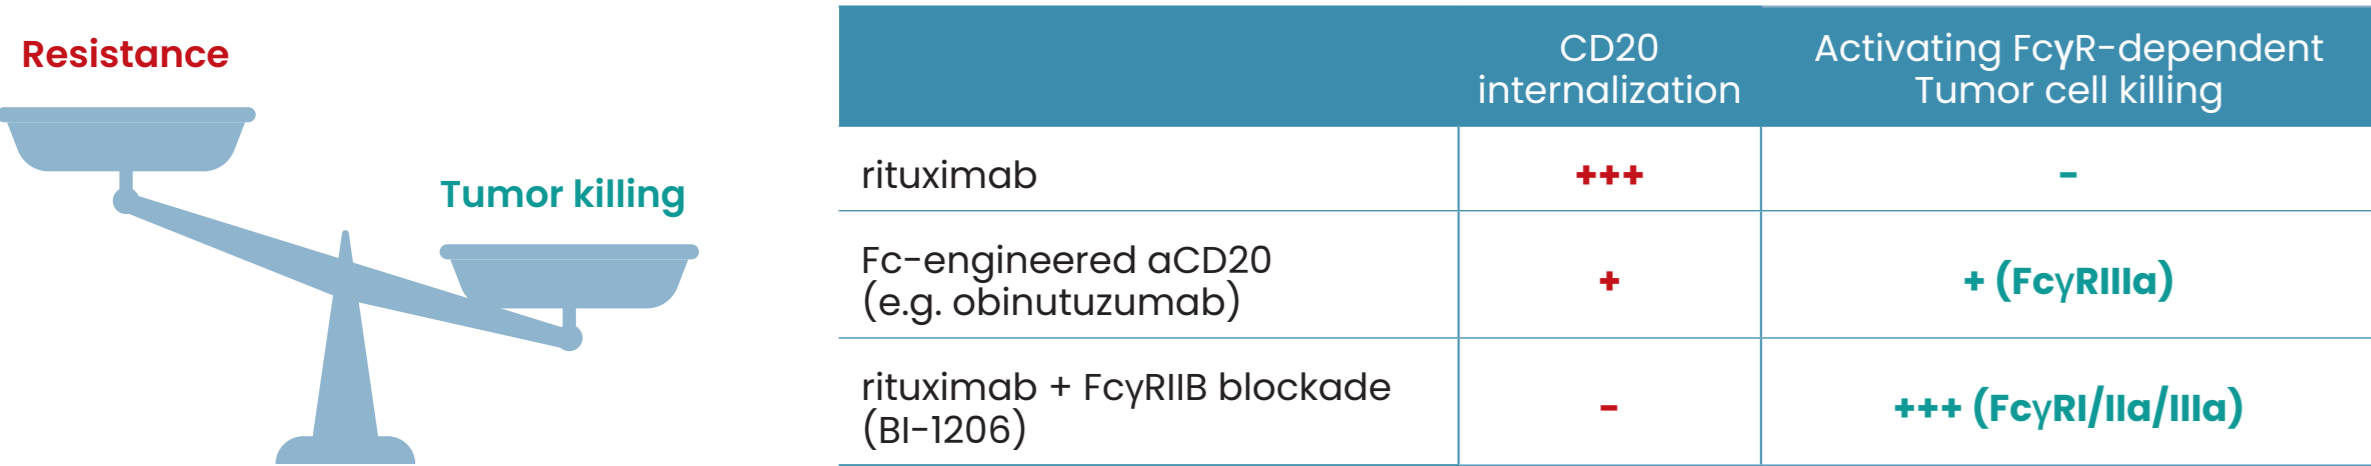 Resistance
Tumor killing
CD20
internalization
Activating FcγR-dependent
Tumor cell killing
rituximab
+++
-
Fc-engineered aCD20
(e.g. obinutuzumab)
+
+ (FcγRIIIa)
rituximab + FcγRIIB blockade
(BI-1206)
-
+++ (FcγRI/IIa/IIIa)